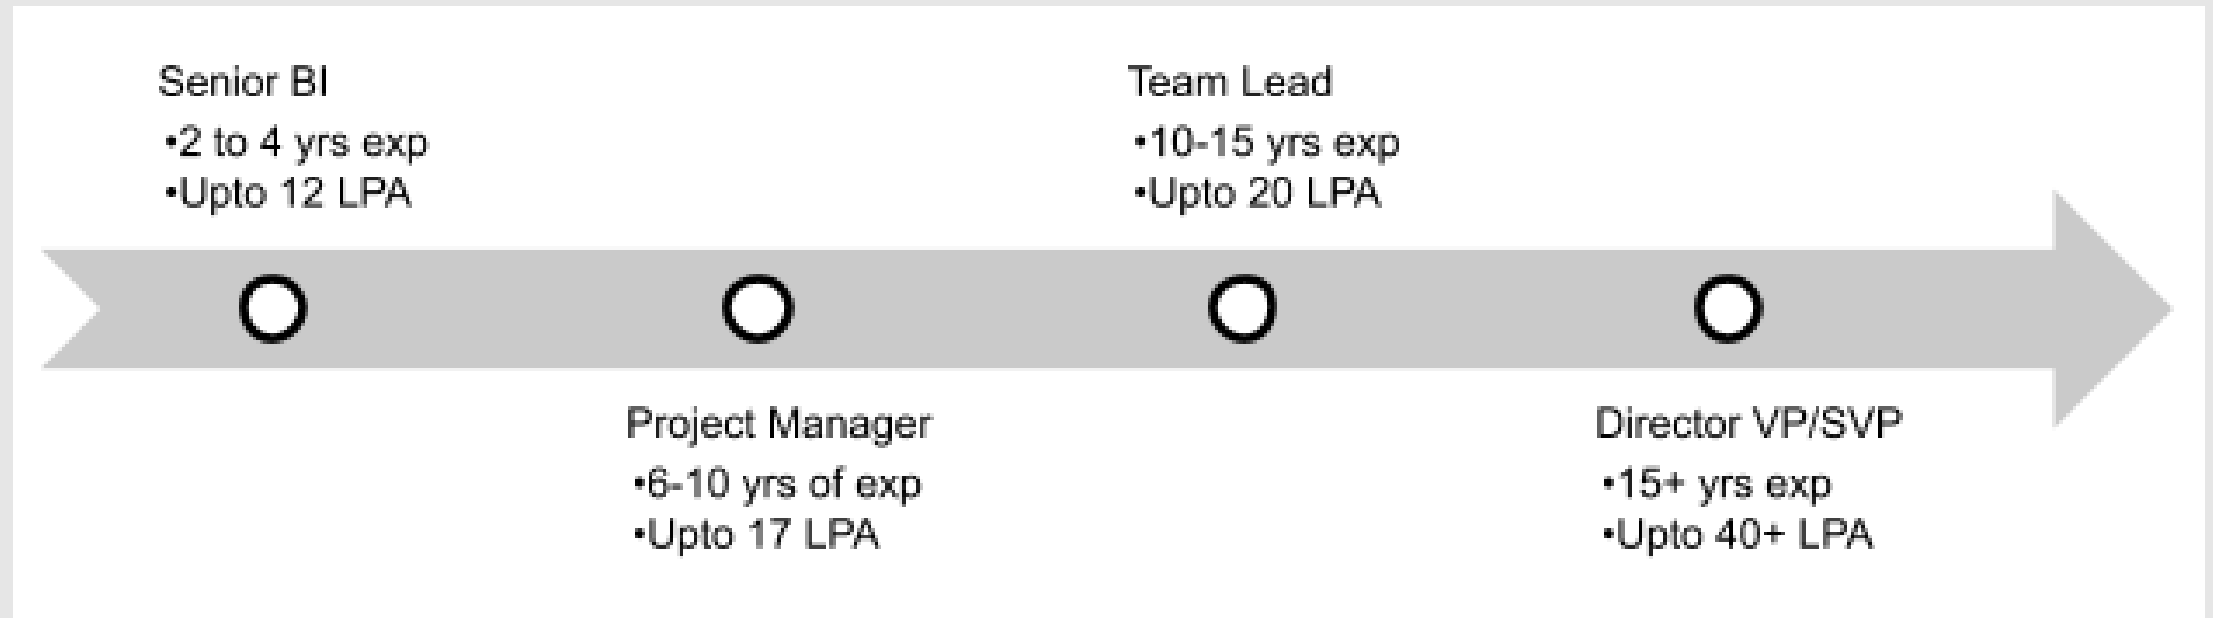 Senior BI
•2 to 4 yrs exp
•Upto 12 LPA
Project Manager
•6-10 yrs of exp
•Upto 17 LPA
Team Lead
•10-15 yrs exp
•Upto 20 LPA
Director VP/SVP
•15+ yrs exp
•Upto 40+ LPA